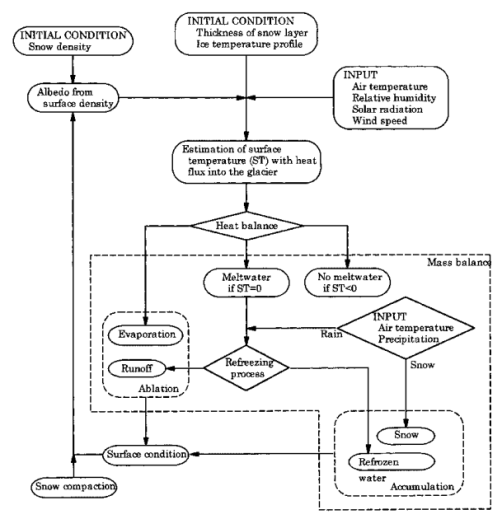 INITIAL CONDITION
Snow density
INITIAL CONDITION
Thickness of snow layer
Ice temperature profile
Albedo from
surface density
INPUT
Air temperature
Relative humidity
Solar radiation
Wind speed
Estimation of surface
temperature (ST) with heat
flux into the glacier
Heat balance
Mass balance
Meltwater
if ST=0
No meltwater
if ST<0
INPUT
Air temperature
Precipitation
Rain
Snow
Evaporation
Runoff
Ablation
Refreezing
process
Snow
Refrozen
water
Accumulation
Surface condition
Snow compaction